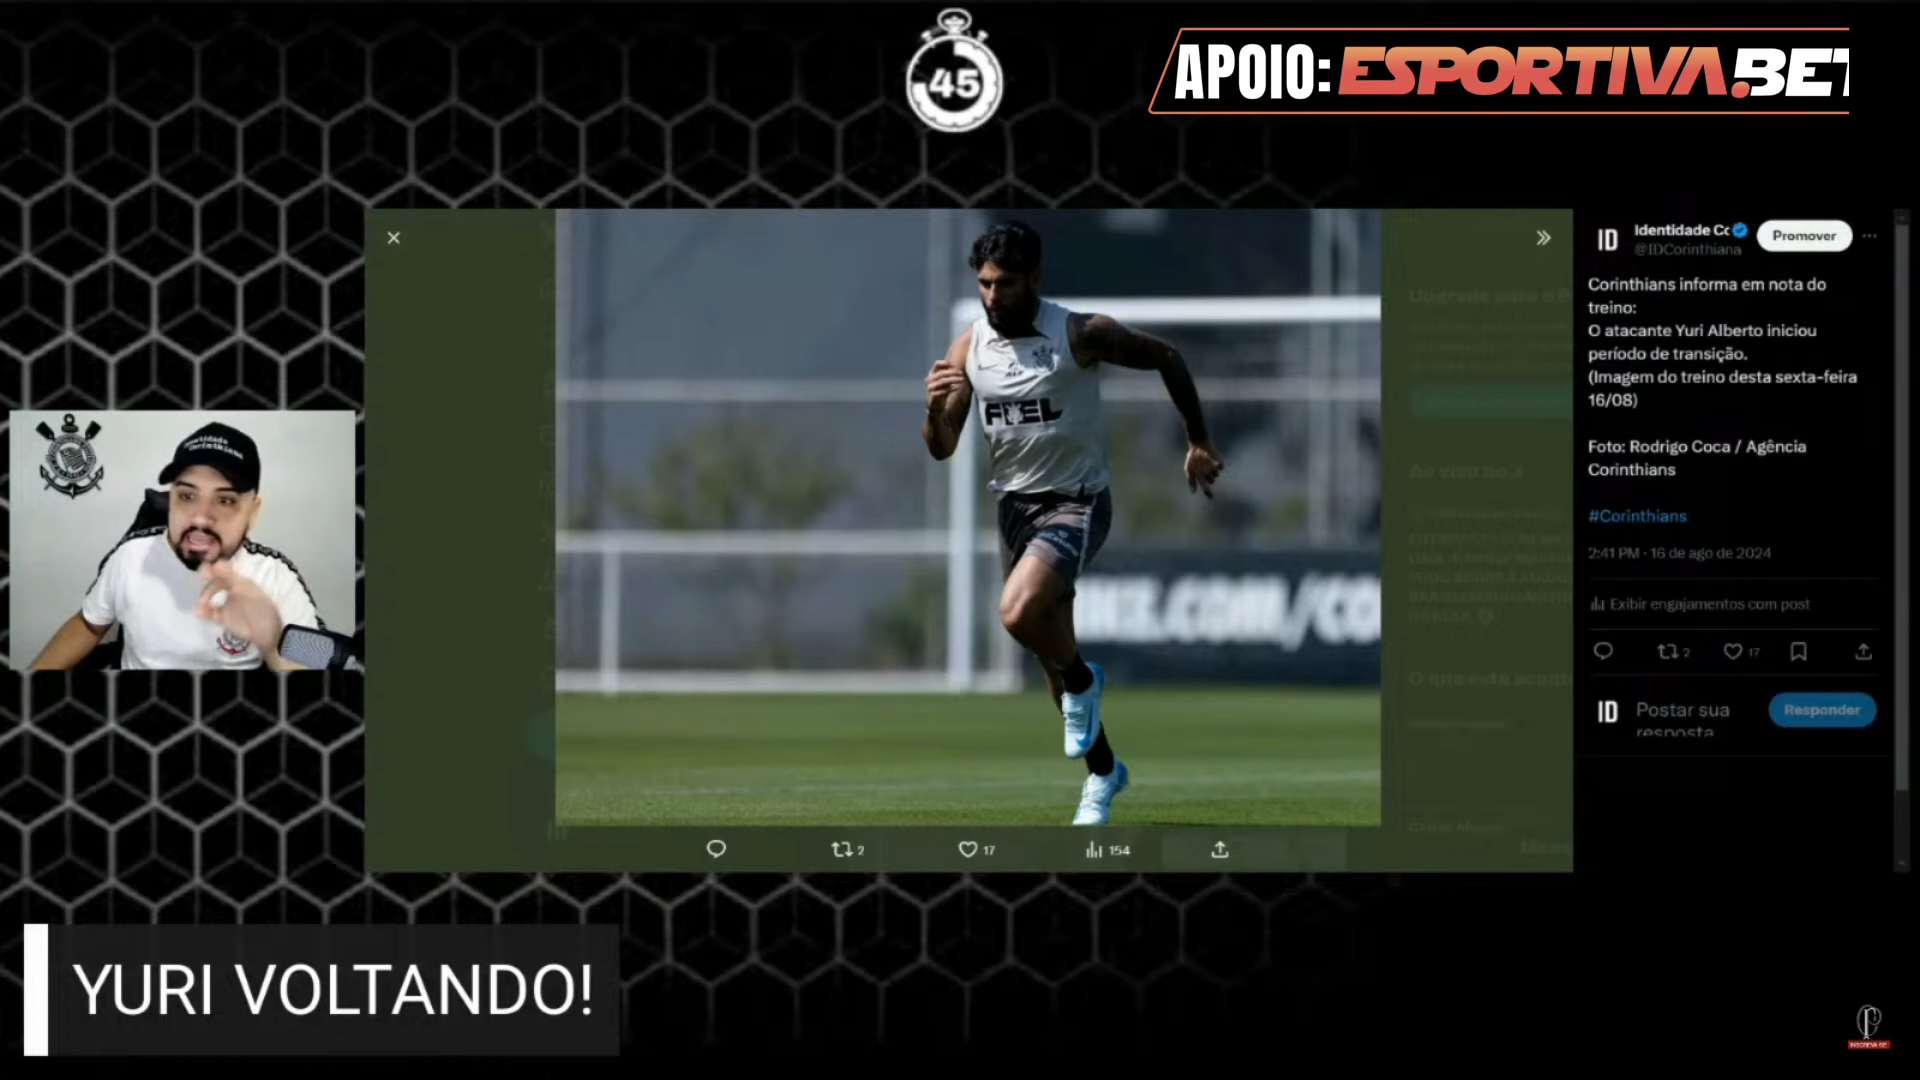 45
APOIO: ESPORTIVA.BET
Identidade Co
@IDCorinthiana
Promover
Corinthians informa em nota do
treino:
O atacante Yuri Alberto iniciou
período de transição.
(Imagem do treino desta sexta-feira
16/08)
Foto: Rodrigo Coca / Agência
Corinthians
#Corinthians
2:41 PM · 16 de ago de 2024
Exibir engajamentos com post
2
17
ID
Postar sua
resposta
Responder
2
17
154
YURI VOLTANDO!
INSCREVA-SE